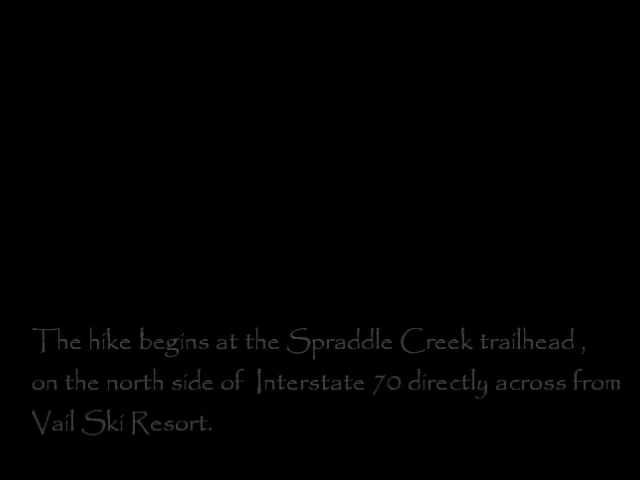 The hike begins at the Spraddle Creek trailhead ,
on the north side of Interstate 70 directly across from
Vail Ski Resort.